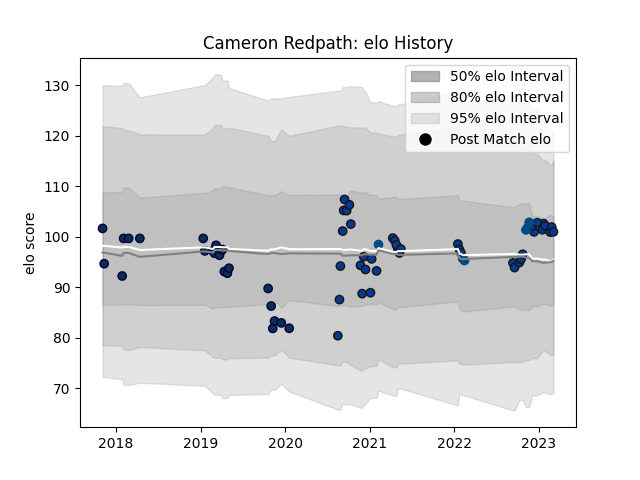 Cameron Redpath: elo History
50% elo Interval
80% elo Interval
95% elo Interval
Post Match elo
elo score
130
120
110
100
90
80
70
2018
2019
2020
2021
2022
2023